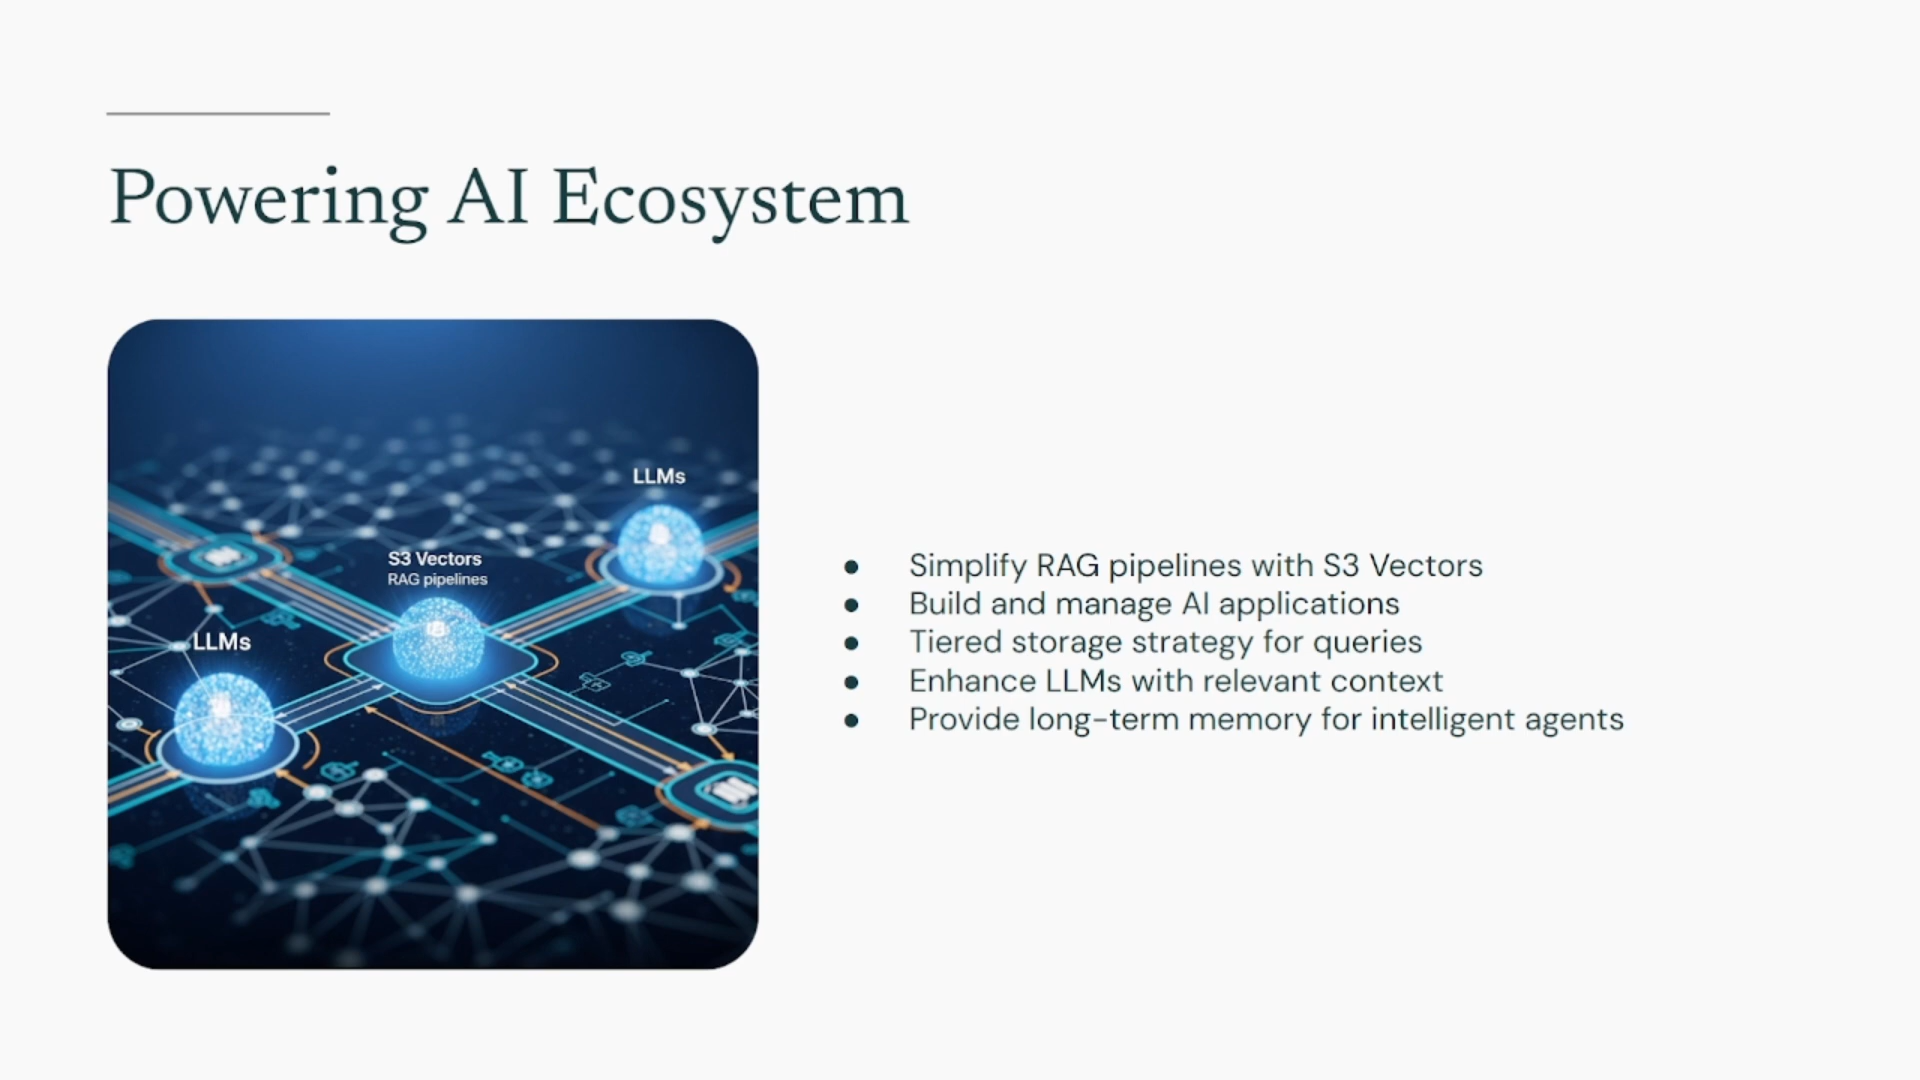 Powering AI Ecosystem
LLMs
S3 Vectors
RAG pipelines
LLMs
● Simplify RAG pipelines with S3 Vectors
● Build and manage AI applications
● Tiered storage strategy for queries
● Enhance LLMs with relevant context
● Provide long-term memory for intelligent agents